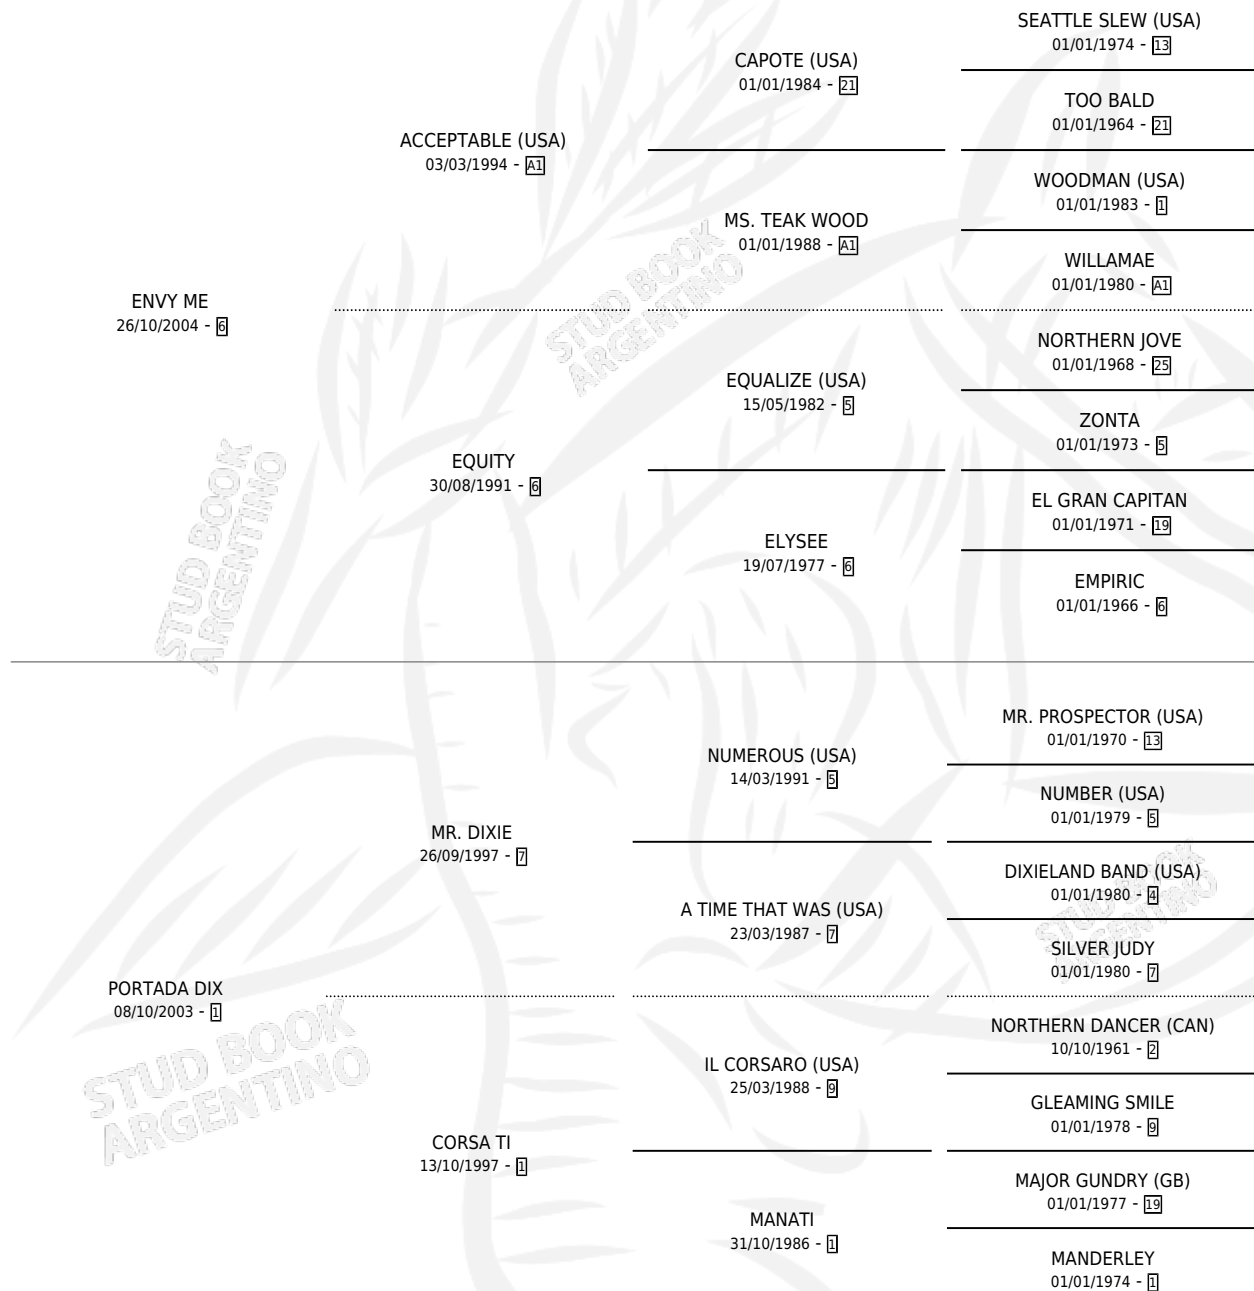 SEATTLE SLEW (USA)
01/01/1974 - 13
CAPOTE (USA)
01/01/1984 - 21
TOO BALD
01/01/1964 - 21
ACCEPTABLE (USA)
03/03/1994 - A1
WOODMAN (USA)
01/01/1983 - 1
MS. TEAK WOOD
01/01/1988 - A1
WILLAMAE
01/01/1980 - A1
ENVY ME
26/10/2004 - 6
NORTHERN JOVE
01/01/1968 - 25
EQUALIZE (USA)
15/05/1982 - 5
ZONTA
01/01/1973 - 5
EQUITY
30/08/1991 - 6
EL GRAN CAPITAN
01/01/1971 - 19
ELYSEE
19/07/1977 - 6
EMPIRIC
01/01/1966 - 6
STUD BOOK
ARGENTINO
STUD BOOK
ARGENTINO
MR. PROSPECTOR (USA)
01/01/1970 - 13
NUMEROUS (USA)
14/03/1991 - 5
NUMBER (USA)
01/01/1979 - 5
MR. DIXIE
26/09/1997 - 7
DIXIELAND BAND (USA)
01/01/1980 - 4
A TIME THAT WAS (USA)
23/03/1987 - 7
SILVER JUDY
01/01/1980 - 7
STUD BOOK
ARGENTINO
PORTADA DIX
08/10/2003 - 1
NORTHERN DANCER (CAN)
10/10/1961 - 2
IL CORSARO (USA)
25/03/1988 - 9
GLEAMING SMILE
01/01/1978 - 9
STUD BOOK
ARGENTINO
CORSA TI
13/10/1997 - 1
MAJOR GUNDRY (GB)
01/01/1977 - 19
MANATI
31/10/1986 - 1
MANDERLEY
01/01/1974 - 1